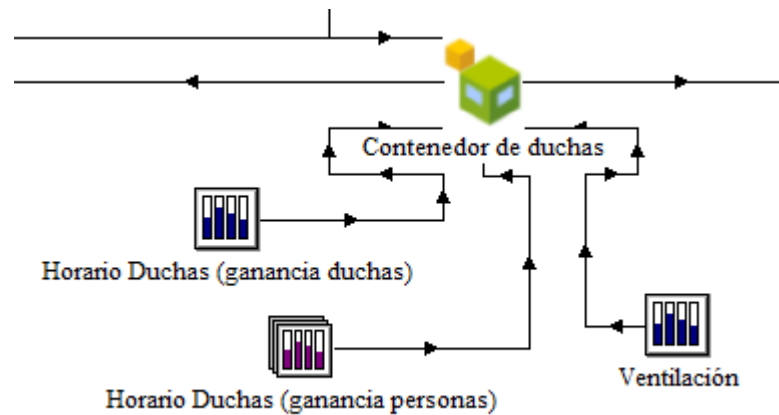 Contenedor de duchas
Horario Duchas (ganancia duchas)
Ventilación
Horario Duchas (ganancia personas)